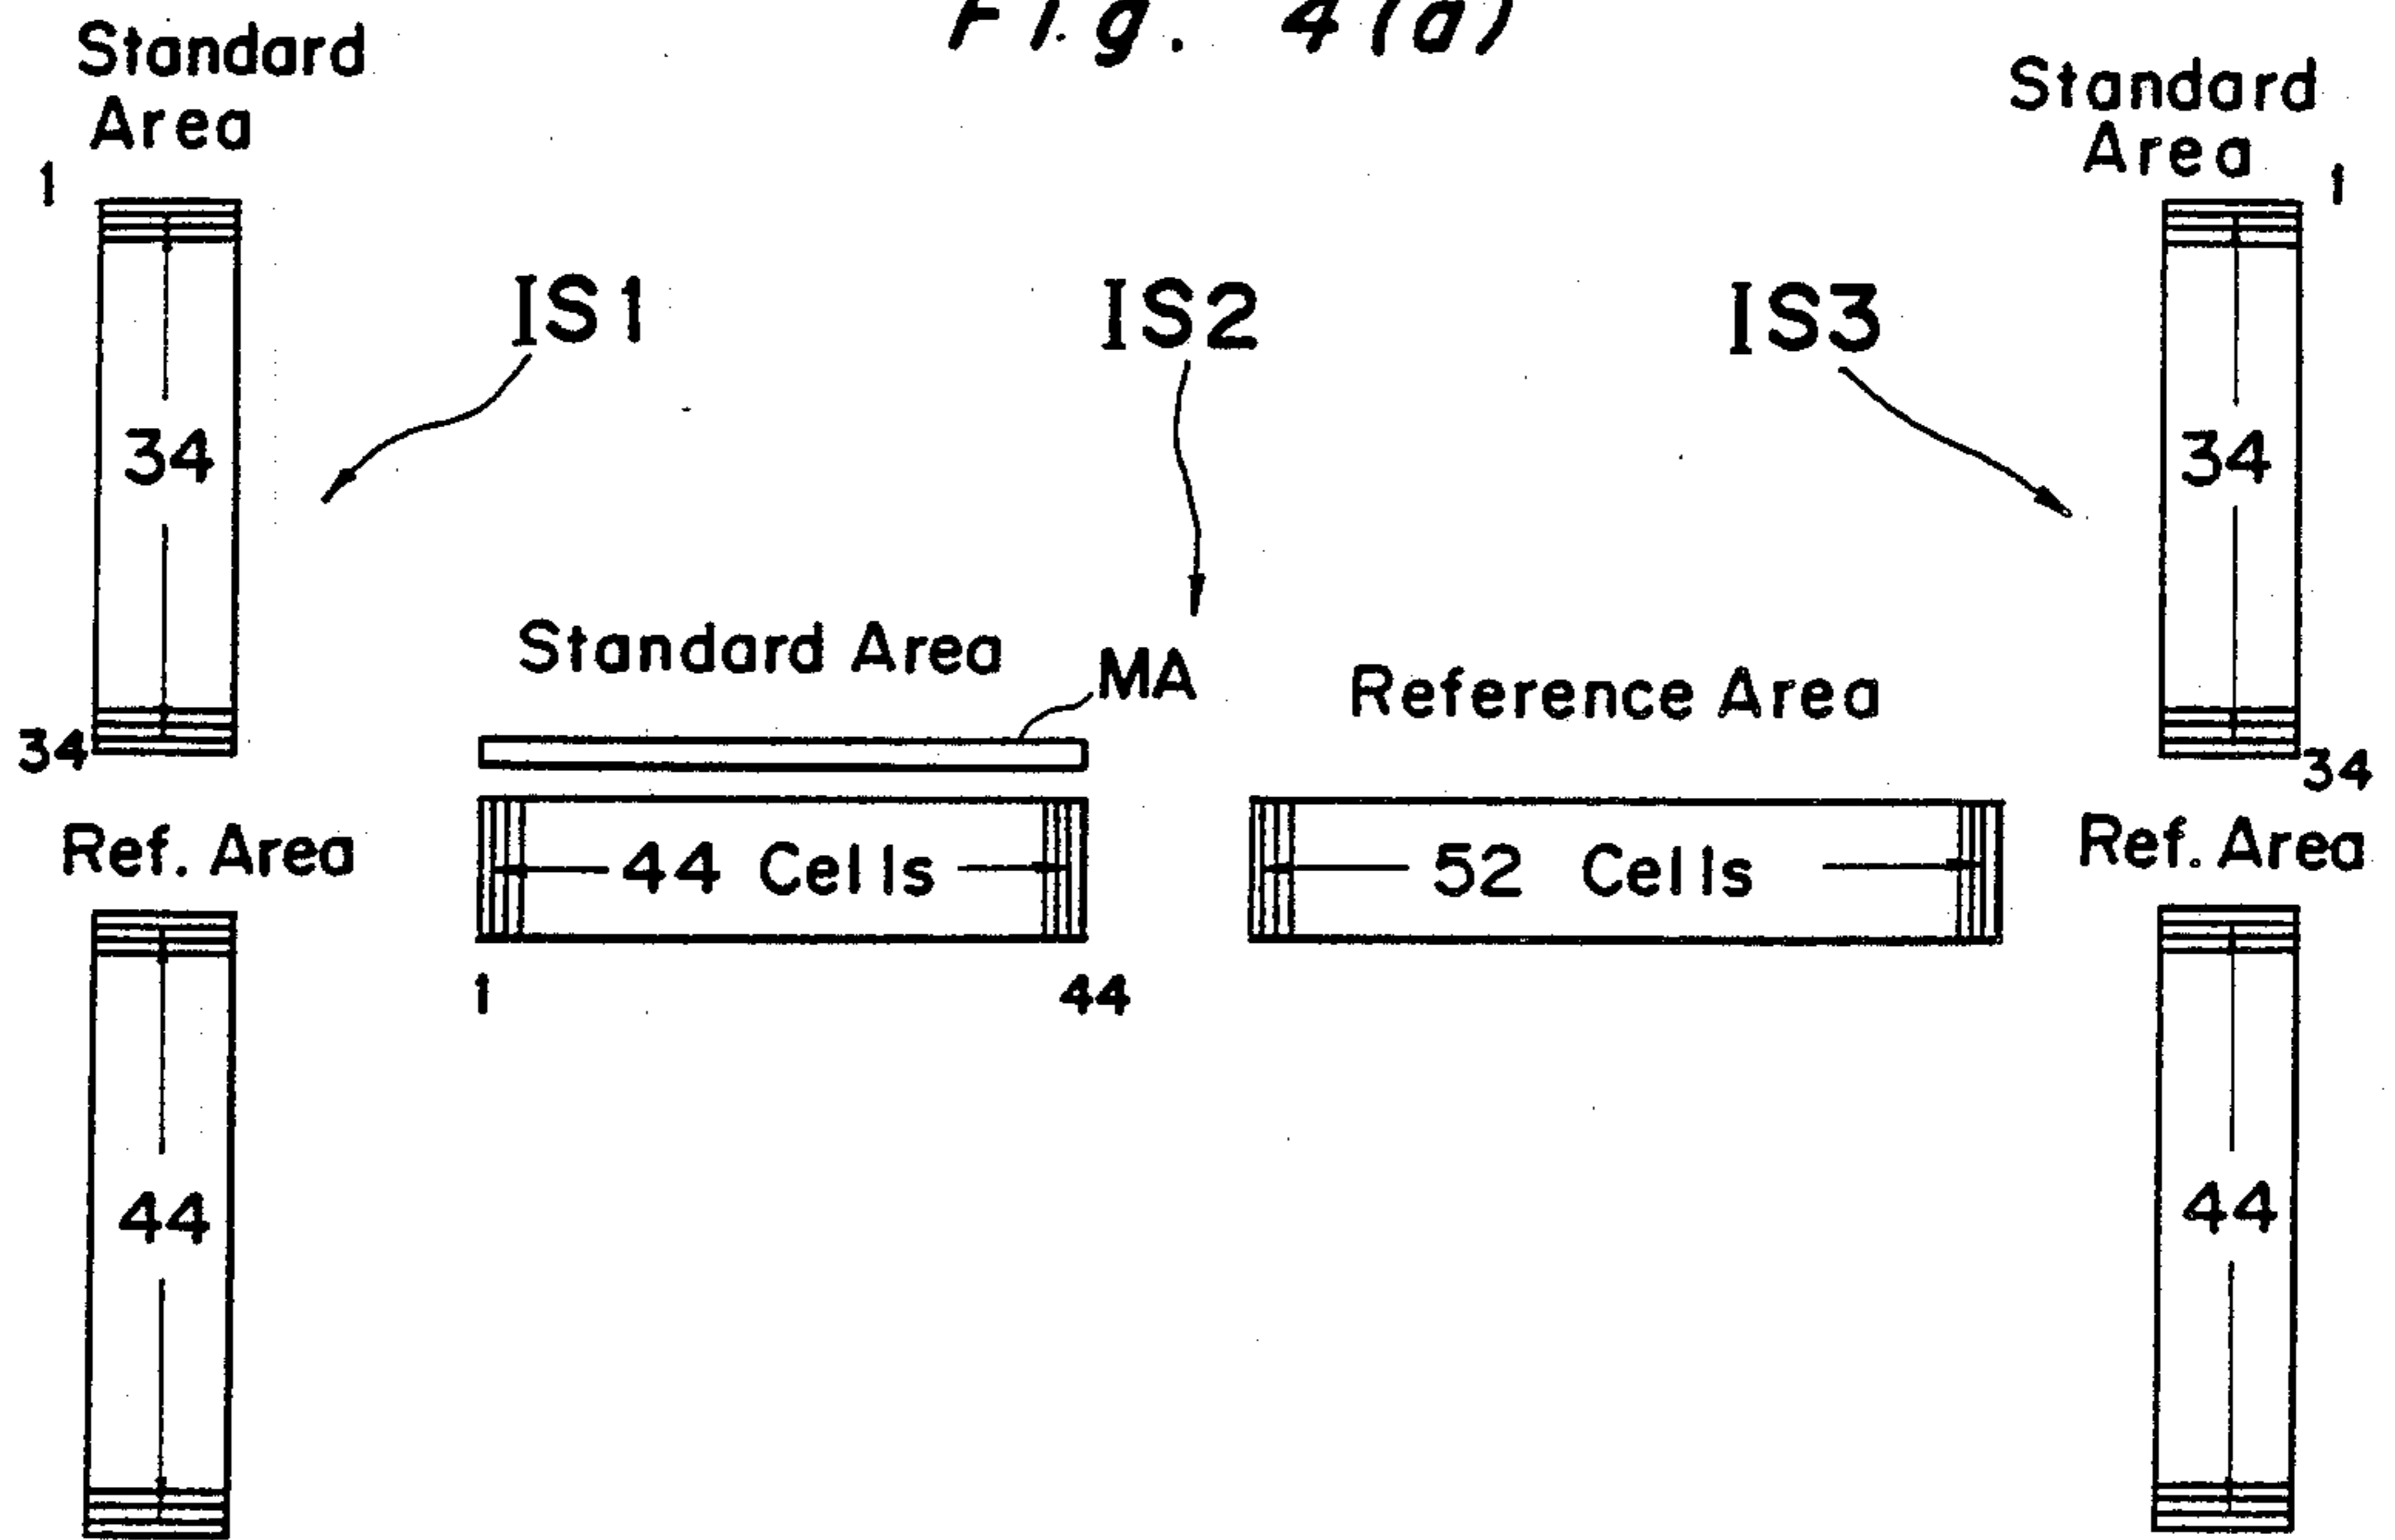 Fig. 4(a)
Standard
Area
1
34
34
Ref. Area
44
IS1
IS2
IS3
Standard Area
MA
44 Cells
1
44
Reference Area
52 Cells
Standard
Area
1
34
34
Ref. Area
44